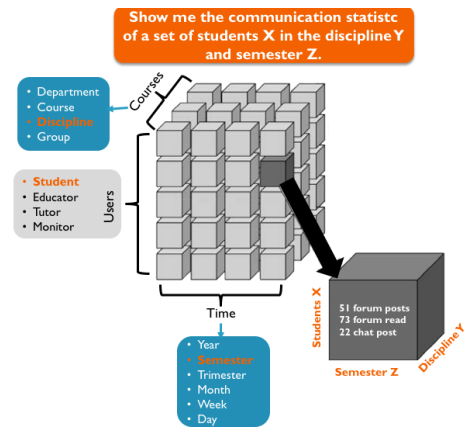 Show me the communication statistc
of a set of students X in the discipline Y
and semester Z.
Courses
• Department
• Course
• Discipline
• Group
• Student
• Educator
• Tutor
• Monitor
Users
Time
• Year
• Semester
• Trimester
• Month
• Week
• Day
Students X
51 forum posts
73 forum read
22 chat post
Semester Z
Discipline Y